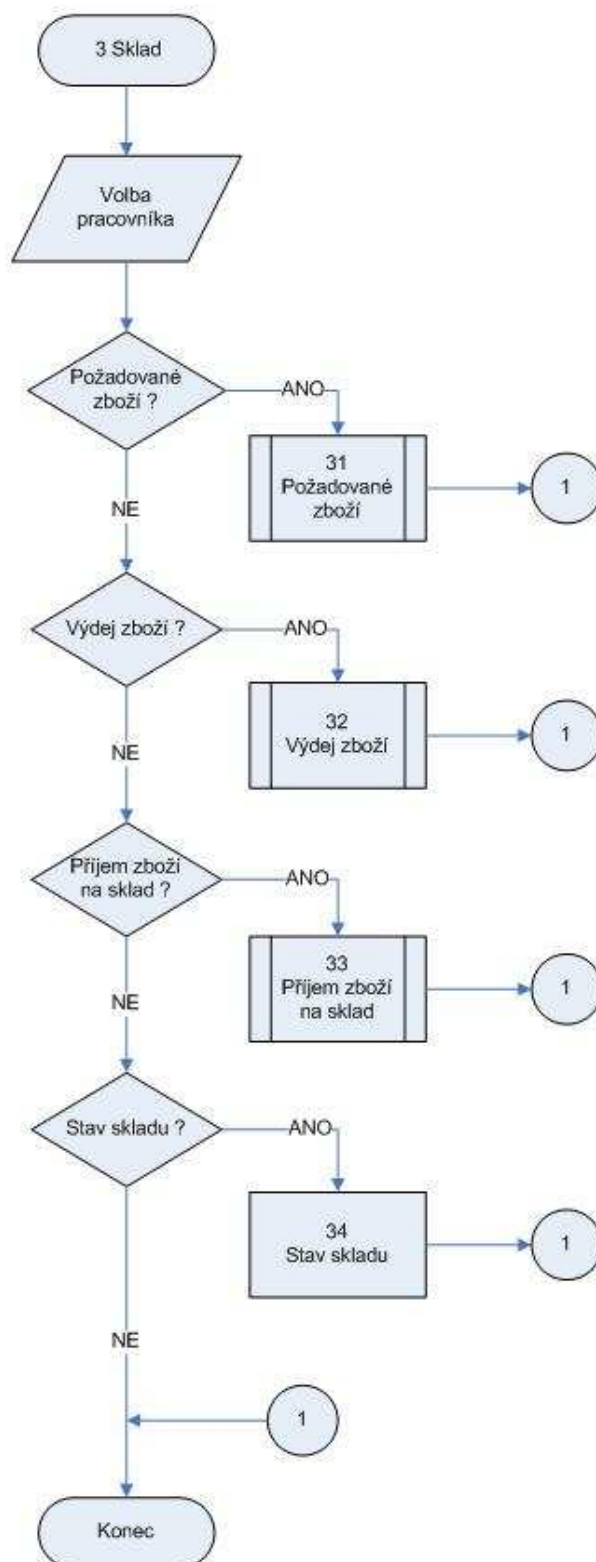 3 Sklad
Volba
pracovníka
Požadované
zboží ?
ANO
31
Požadované
zboží
1
NE
Výdej zboží ?
ANO
32
Výdej zboží
1
NE
Příjem zboží
na sklad ?
ANO
33
Příjem zboží
na sklad
1
NE
Stav skladu ?
ANO
34
Stav skladu
1
NE
1
Konec